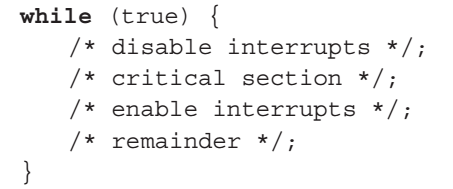 while (true) {
/* disable interrupts */;
/* critical section */;
/* enable interrupts */;
/* remainder */;
}